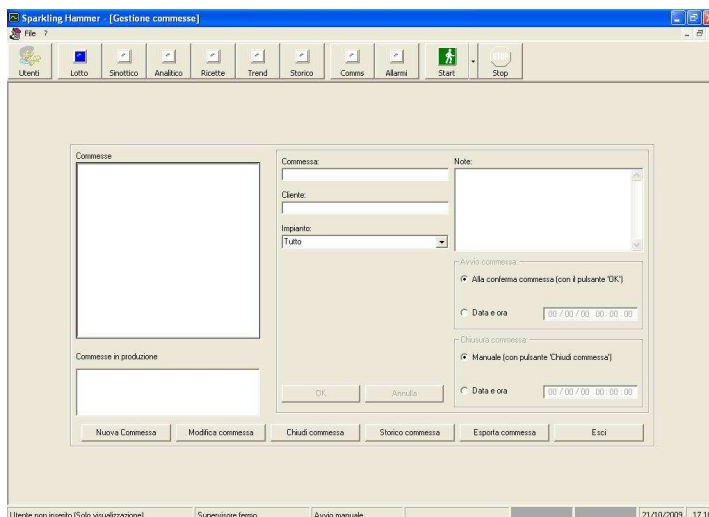 Sparkling Hammer - [Gestione commesse]
File ?
Utenti Lotto Sinottico Analitico Ricette Trend Storico Comms Allarmi Start Stop
STOP
Commesse
Commessa:
Note:
Cliente:
Impianto:
Tutto
Avvio commessa:
Alla conferma commessa (con il pulsante 'OK')
Data e ora 00/00/00 00:00:00
Chiusura commessa:
Manuale (con pulsante 'Chiudi commessa')
Data e ora 00/00/00 00:00:00
Commesse in produzione
OK Annulla
Nuova Commessa Modifica commessa Chiudi commessa Storico commessa Esporta commessa Esci
Utente non inserito (Solo visualizzazione) Supervisore fermo Avvio manuale 21/10/2009